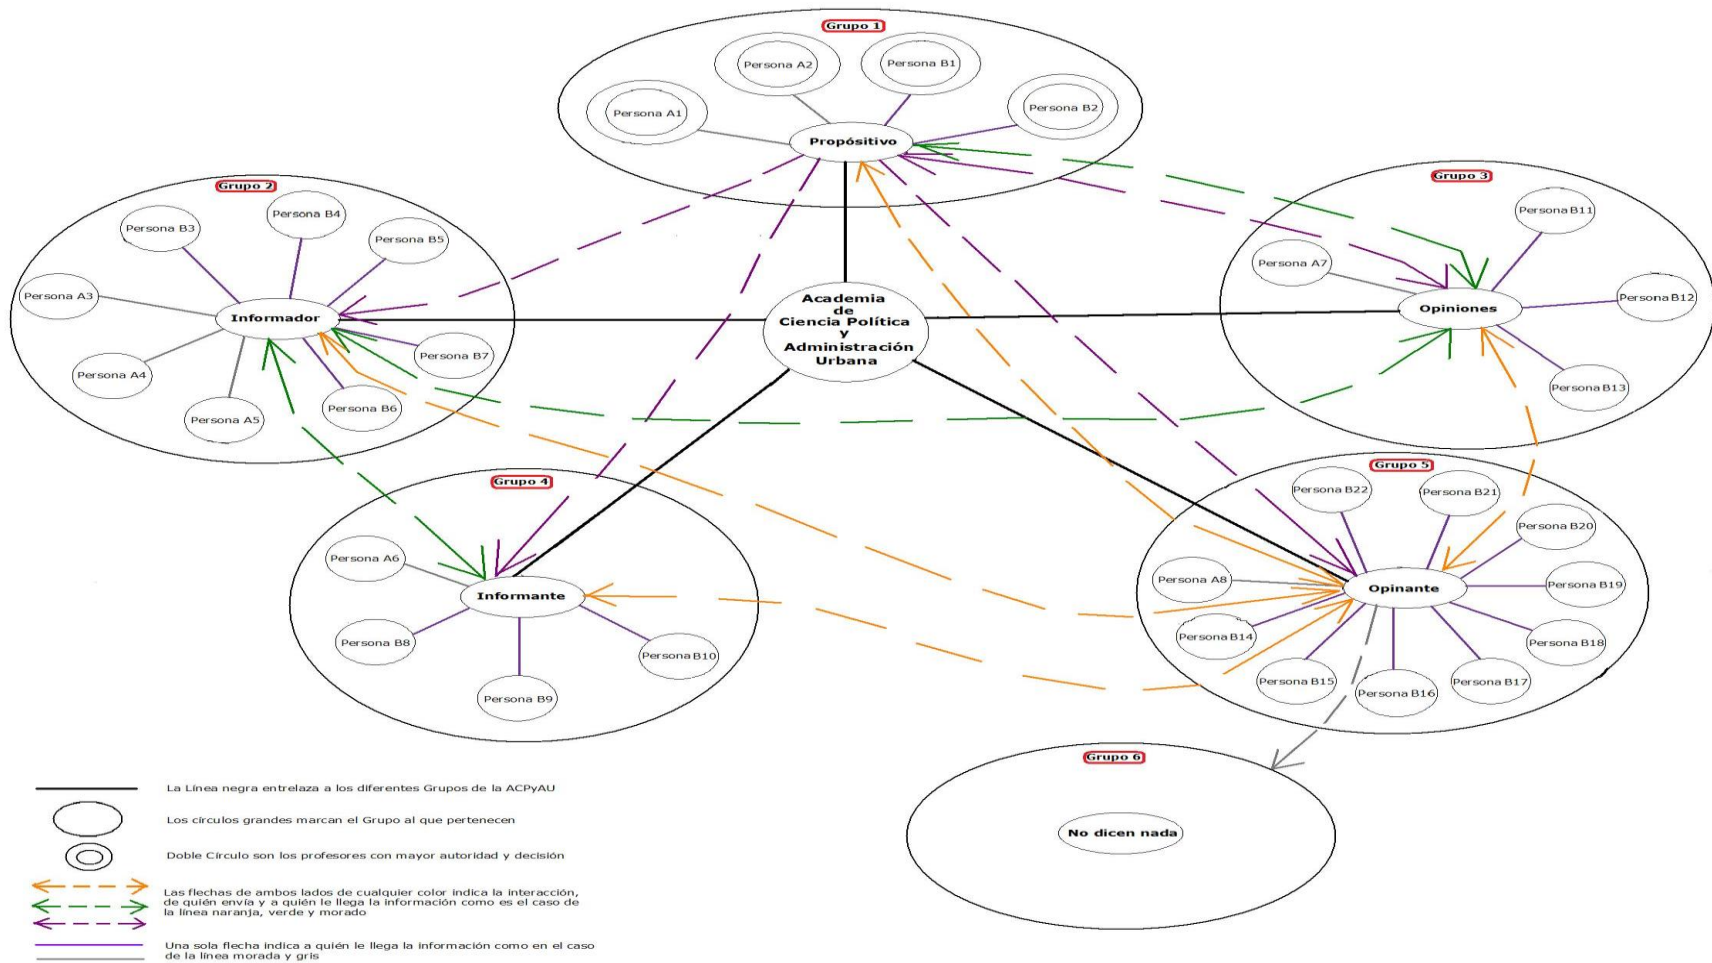 Grupo 1
Persona A2
Persona B1
Persona A1
Persona B2
Propósitivo
Grupo 2
Persona B4
Persona B3
Persona B5
Persona A3
Informador
Persona B7
Persona A4
Persona B6
Persona A5
Grupo 3
Persona B11
Persona A7
Persona B12
Opiniones
Persona B13
Academia
de
Ciencia Política
y
Administración
Urbana
Grupo 4
Persona A6
Informante
Persona B8
Persona B10
Persona B9
Grupo 5
Persona B22
Persona B21
Persona B20
Persona A8
Opinante
Persona B19
Persona B14
Persona B18
Persona B15
Persona B16
Persona B17
Grupo 6
No dicen nada
La Línea negra entrelaza a los diferentes Grupos de la ACPyAU
Los círculos grandes marcan el Grupo al que pertenecen
Doble Círculo son los profesores con mayor autoridad y decisión
Las flechas de ambos lados de cualquier color indica la interacción,
de quién envía y a quién le llega la información como es el caso de
la línea naranja, verde y morado
Una sola flecha indica a quién le llega la información como en el caso
de la línea morada y gris